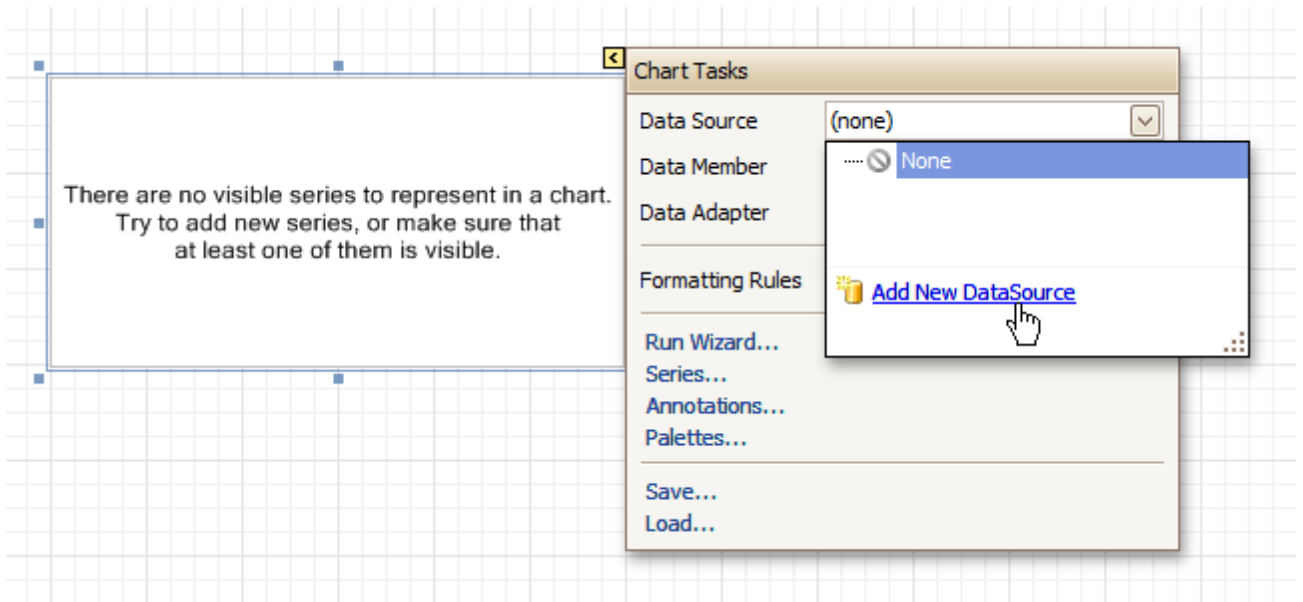 There are no visible series to represent in a chart.
Try to add new series, or make sure that
at least one of them is visible.
Chart Tasks
Data Source (none)
Data Member
Data Adapter
None
Add New DataSource
Formatting Rules
Run Wizard...
Series...
Annotations...
Palettes...
Save...
Load...